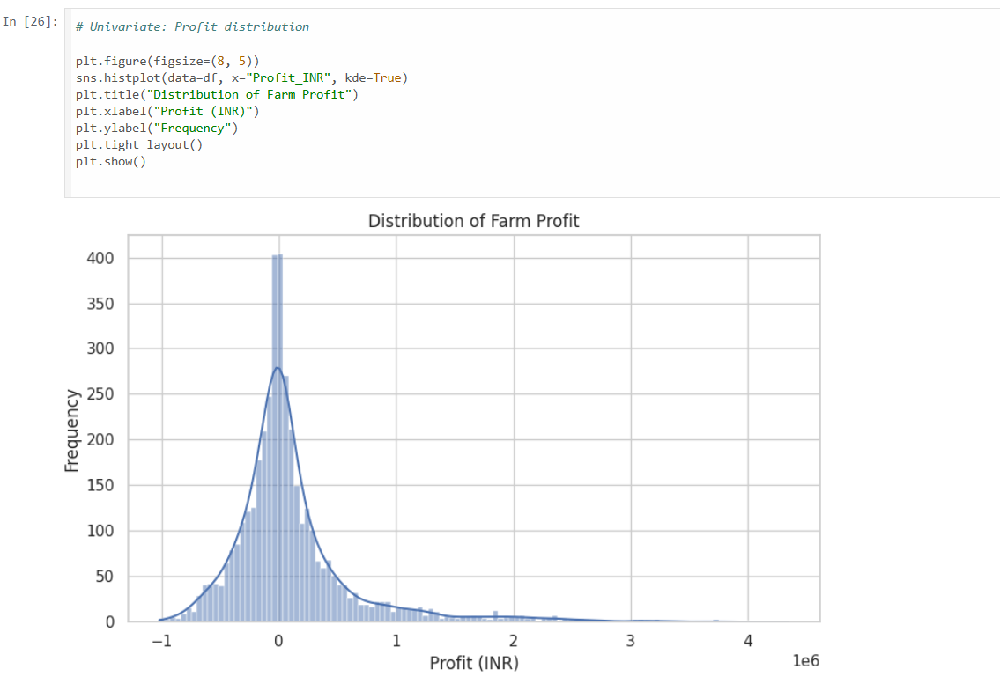 In [26]:
# Univariate: Profit distribution
plt.figure(figsize=(8, 5))
sns.histplot(data=df, x="Profit_INR", kde=True)
plt.title("Distribution of Farm Profit")
plt.xlabel("Profit (INR)")
plt.ylabel("Frequency")
plt.tight_layout()
plt.show()
Distribution of Farm Profit
Frequency
400
350
300
250
200
150
100
50
0
−1 0 1 2 3 4
1e6
Profit (INR)